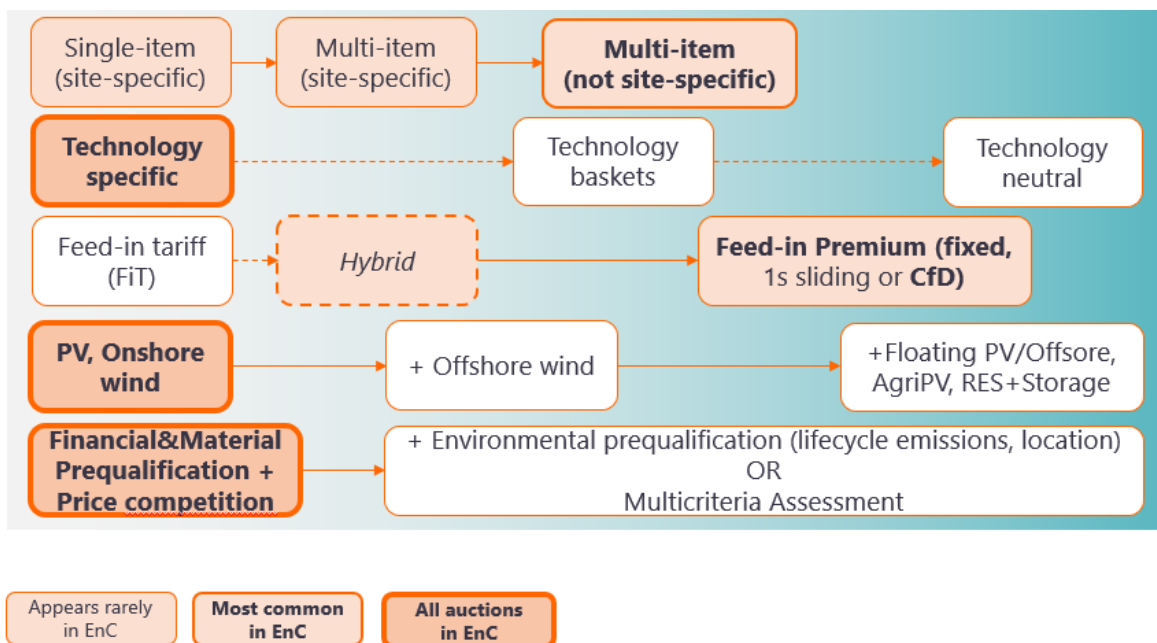 Single-item
(site-specific)
Multi-item
(site-specific)
Multi-item
(not site-specific)
Technology
specific
Technology
baskets
Technology
neutral
Feed-in tariff
(FiT)
Hybrid
Feed-in Premium (fixed,
1s sliding or CfD)
PV, Onshore
wind
+ Offshore wind
+Floating PV/Offsore,
AgriPV, RES+Storage
Financial&Material
Prequalification +
Price competition
+ Environmental prequalification (lifecycle emissions, location)
OR
Multicriteria Assessment
Appears rarely
in EnC
Most common
in EnC
All auctions
in EnC